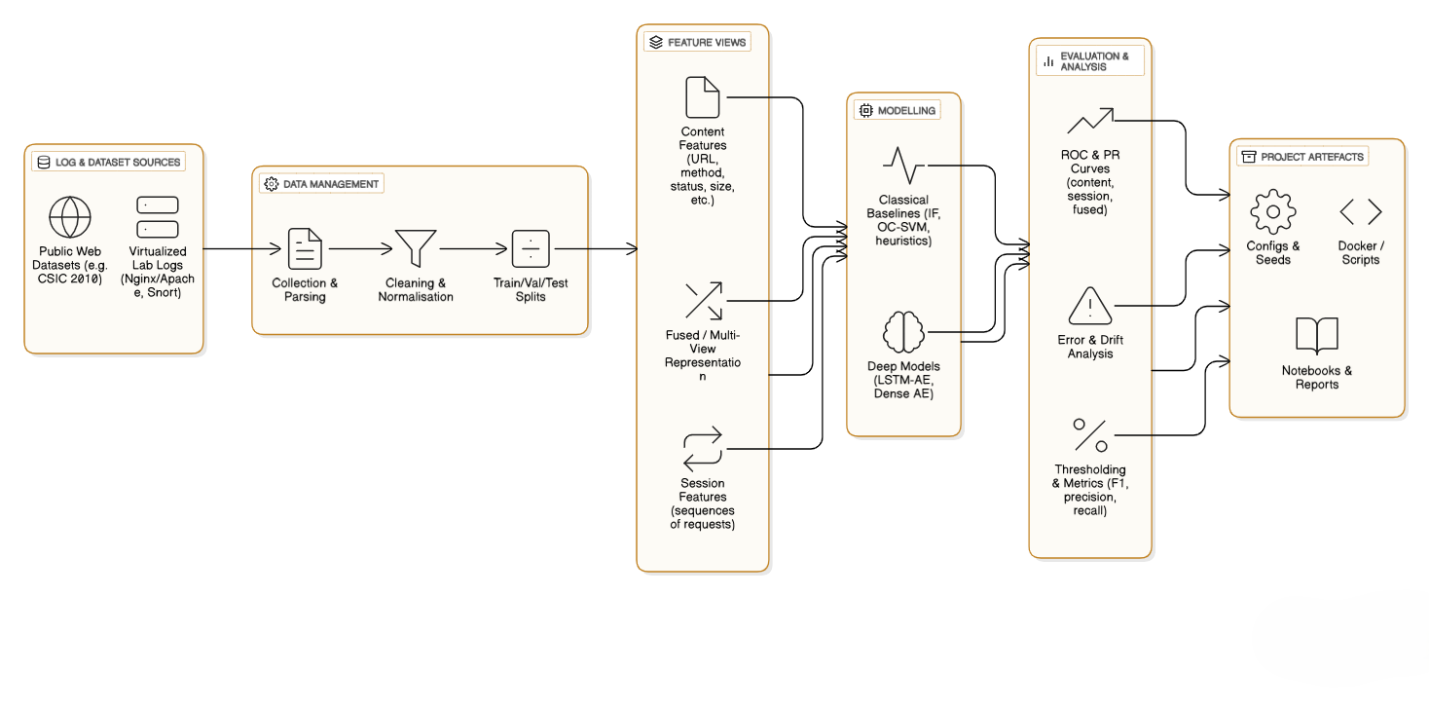 LOG & DATASET SOURCES
Public Web
Datasets (e.g.
CSIC 2010)
Virtualized
Lab Logs
(Nginx/Apach
e, Snort)
DATA MANAGEMENT
Collection &
Parsing
Cleaning &
Normalisation
Train/Val/Test
Splits
FEATURE VIEWS
Content
Features
(URL,
method,
status, size,
etc.)
Fused / Multi-
View
Representatio
n
Session
Features
(sequences
of requests)
MODELLING
Classical
Baselines (IF,
OC-SVM,
heuristics)
Deep Models
(LSTM-AE,
Dense AE)
EVALUATION &
ANALYSIS
ROC & PR
Curves
(content,
session,
fused)
Error & Drift
Analysis
Thresholding
& Metrics (F1,
precision,
recall)
PROJECT ARTEFACTS
Configs &
Seeds
Docker /
Scripts
Notebooks &
Reports